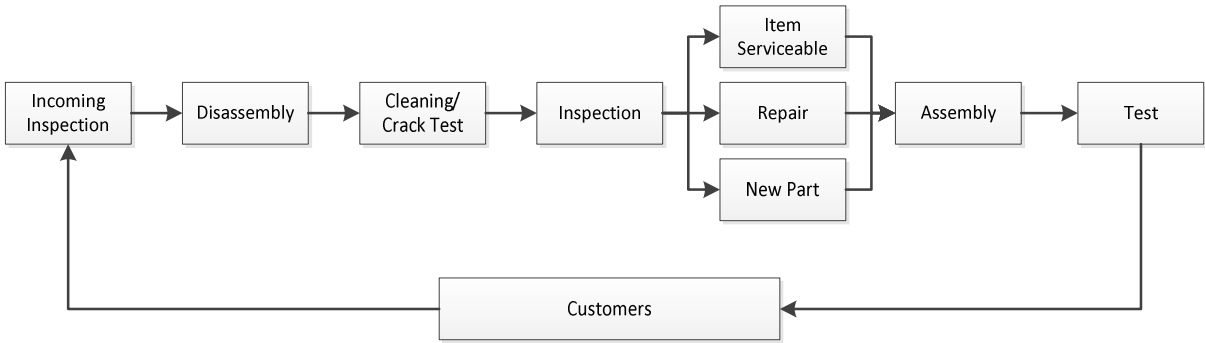 Incoming
Inspection
Disassembly
Cleaning/
Crack Test
Inspection
Item
Serviceable
Repair
New Part
Assembly
Test
Customers